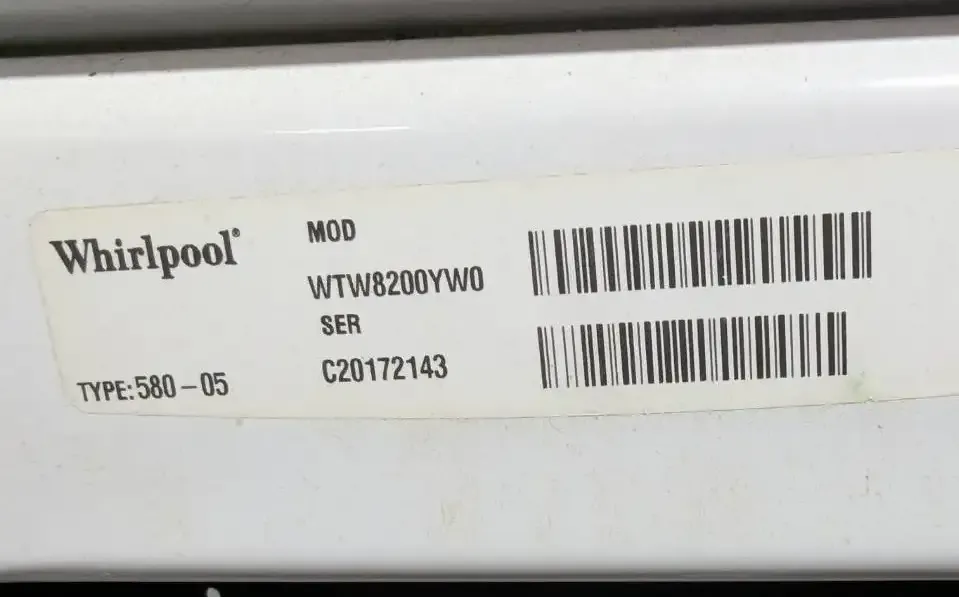 Whirlpool®
MOD
WTW8200YW0
SER
C20172143
TYPE: 580-05